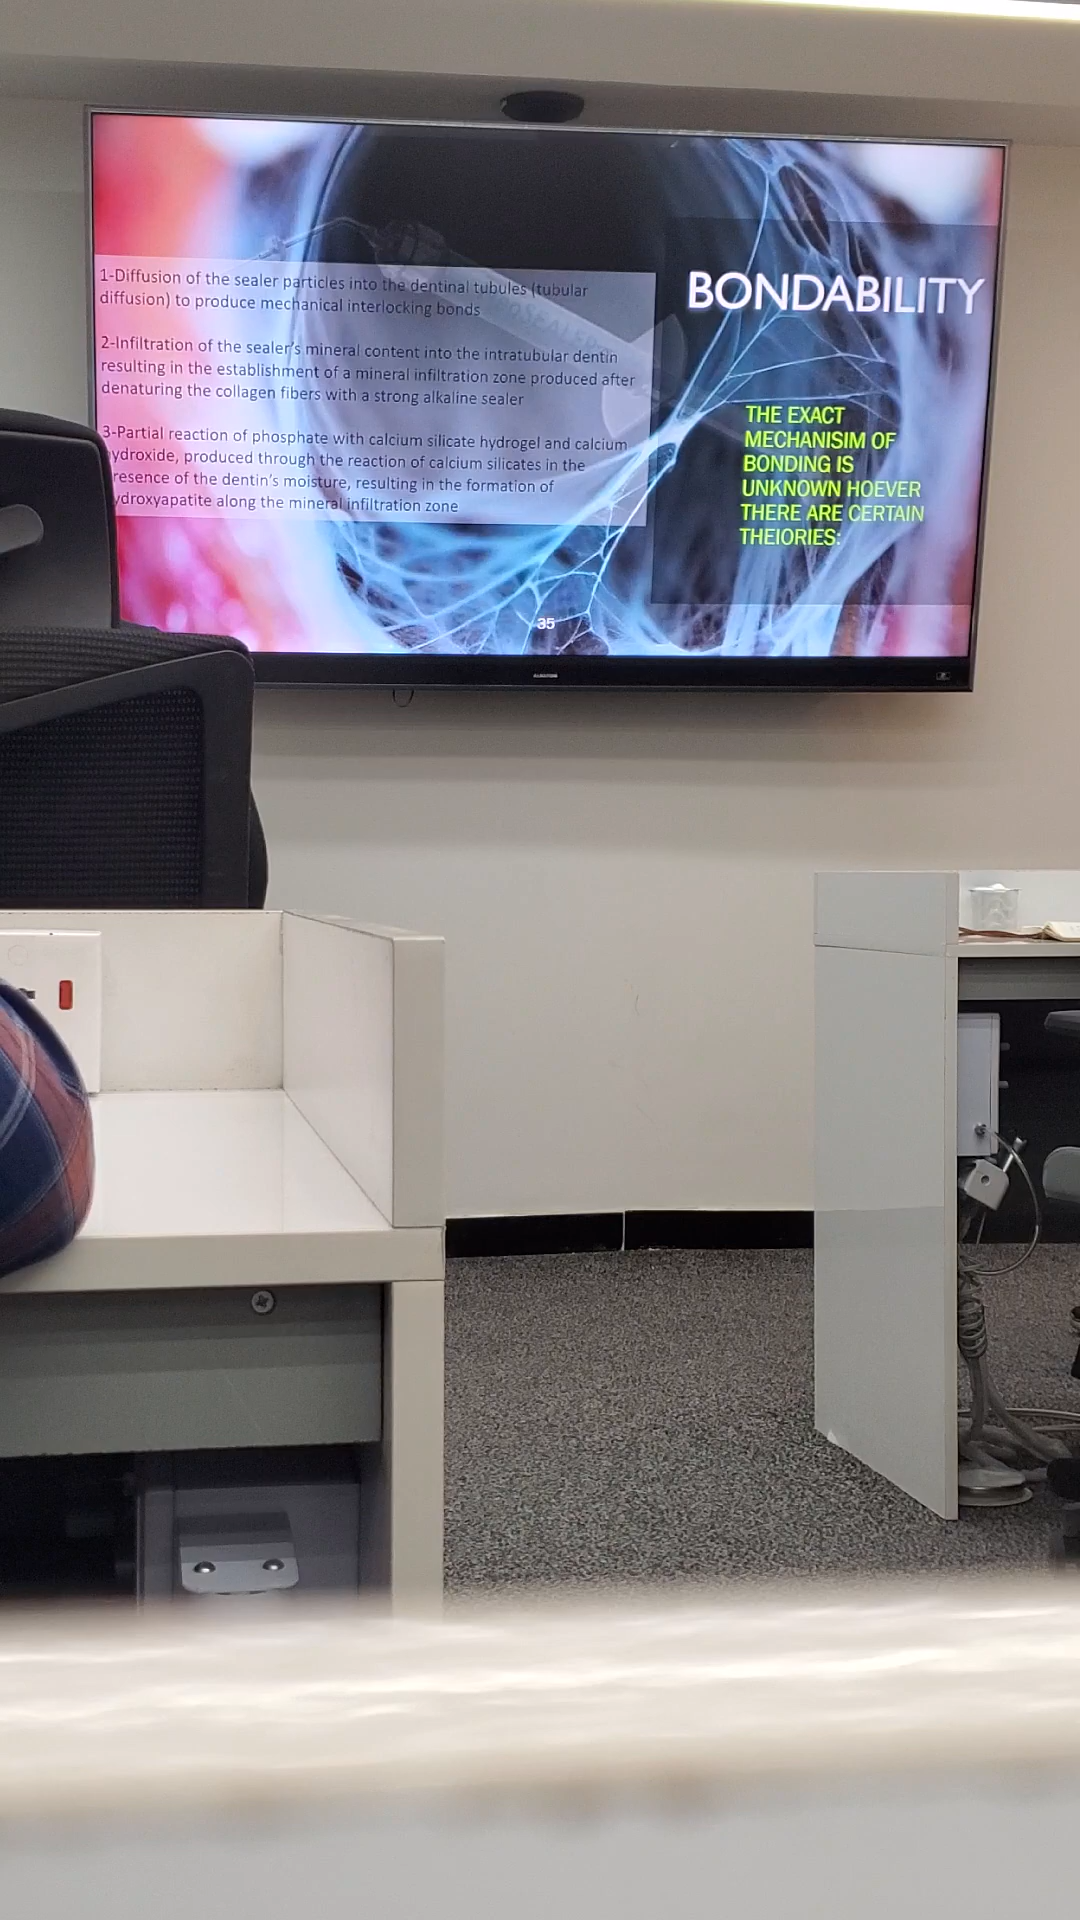 1-Diffusion of the sealer particles into the dentinal tubules (tubular
diffusion) to produce mechanical interlocking bonds
2-Infiltration of the sealer's mineral content into the intratubular dentin
resulting in the establishment of a mineral infiltration zone produced after
denaturing the collagen fibers with a strong alkaline sealer
3-Partial reaction of phosphate with calcium silicate hydrogel and calcium
ydroxide, produced through the reaction of calcium silicates in the
resence of the dentin's moisture, resulting in the formation of
ydroxyapatite along the mineral infiltration zone
BONDABILITY
THE EXACT
MECHANISIM OF
BONDING IS
UNKNOWN HOEVER
THERE ARE CERTAIN
THEIORIES:
35